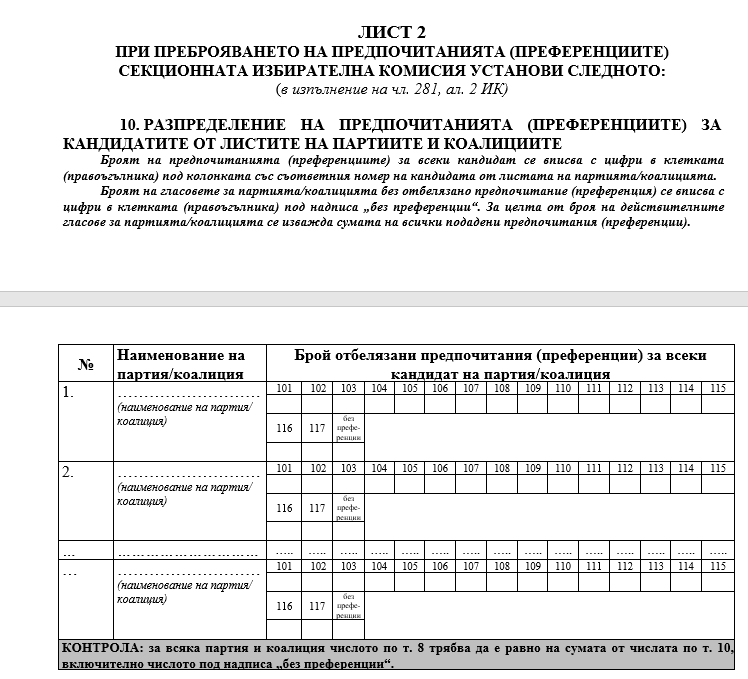 ЛИСТ 2
ПРИ ПРЕБРОЯВАНЕТО НА ПРЕДПОЧИТАНИЯТА (ПРЕФЕРЕНЦИИТЕ)
СЕКЦИОННАТА ИЗБИРАТЕЛНА КОМИСИЯ УСТАНОВИ СЛЕДНОТО:
(в изпълнение на чл. 281, ал. 2 ИК)
10. РАЗПРЕДЕЛЕНИЕ НА ПРЕДПОЧИТАНИЯТА (ПРЕФЕРЕНЦИИТЕ) ЗА
КАНДИДАТИТЕ ОТ ЛИСТИТЕ НА ПАРТИИТЕ И КОАЛИЦИИТЕ
Броят на предпочитанията (преференциите) за всеки кандидат се вписва с цифри в клетката
(правоъгълника) под колонката със съответния номер на кандидата от листата на партията/коалицията.
Броят на гласовете за партията/коалицията без отбелязано предпочитание (преференция) се вписва с
цифри в клетката (правоъгълника) под надписа „без преференции“. За целта от броя на действителните
гласове за партията/коалицията се изважда сумата на всички подадени предпочитания (преференции).
№ Наименование на партия/коалиция Брой отбелязани предпочитания (преференции) за всеки
кандидат на партия/коалиция
1. ............................
(наименование на партия/
коалиция)
101 102 103 104 105 106 107 108 109 110 111 112 113 114 115
116 117 без
префе-
ренции
2. ............................
(наименование на партия/
коалиция)
101 102 103 104 105 106 107 108 109 110 111 112 113 114 115
116 117 без
префе-
ренции
... ............................ ..... ..... ..... ..... ..... ..... ..... ..... ..... ..... ..... ..... ..... ..... .....
... ............................
(наименование на партия/
коалиция)
101 102 103 104 105 106 107 108 109 110 111 112 113 114 115
116 117 без
префе-
ренции
КОНТРОЛА: за всяка партия и коалиция числото по т. 8 трябва да е равно на сумата от числата по т. 10,
включително числото под надписа „без преференции“.